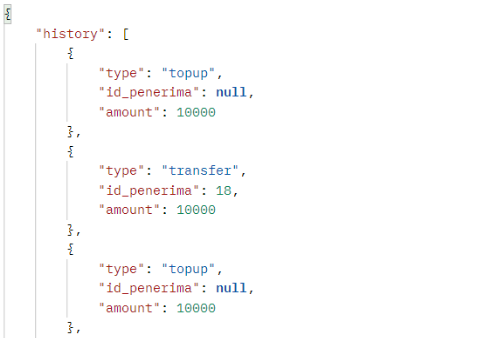 {
    "history": [
        {
            "type": "topup",
            "id_penerima": null,
            "amount": 10000
        },
        {
            "type": "transfer",
            "id_penerima": 18,
            "amount": 10000
        },
        {
            "type": "topup",
            "id_penerima": null,
            "amount": 10000
        },